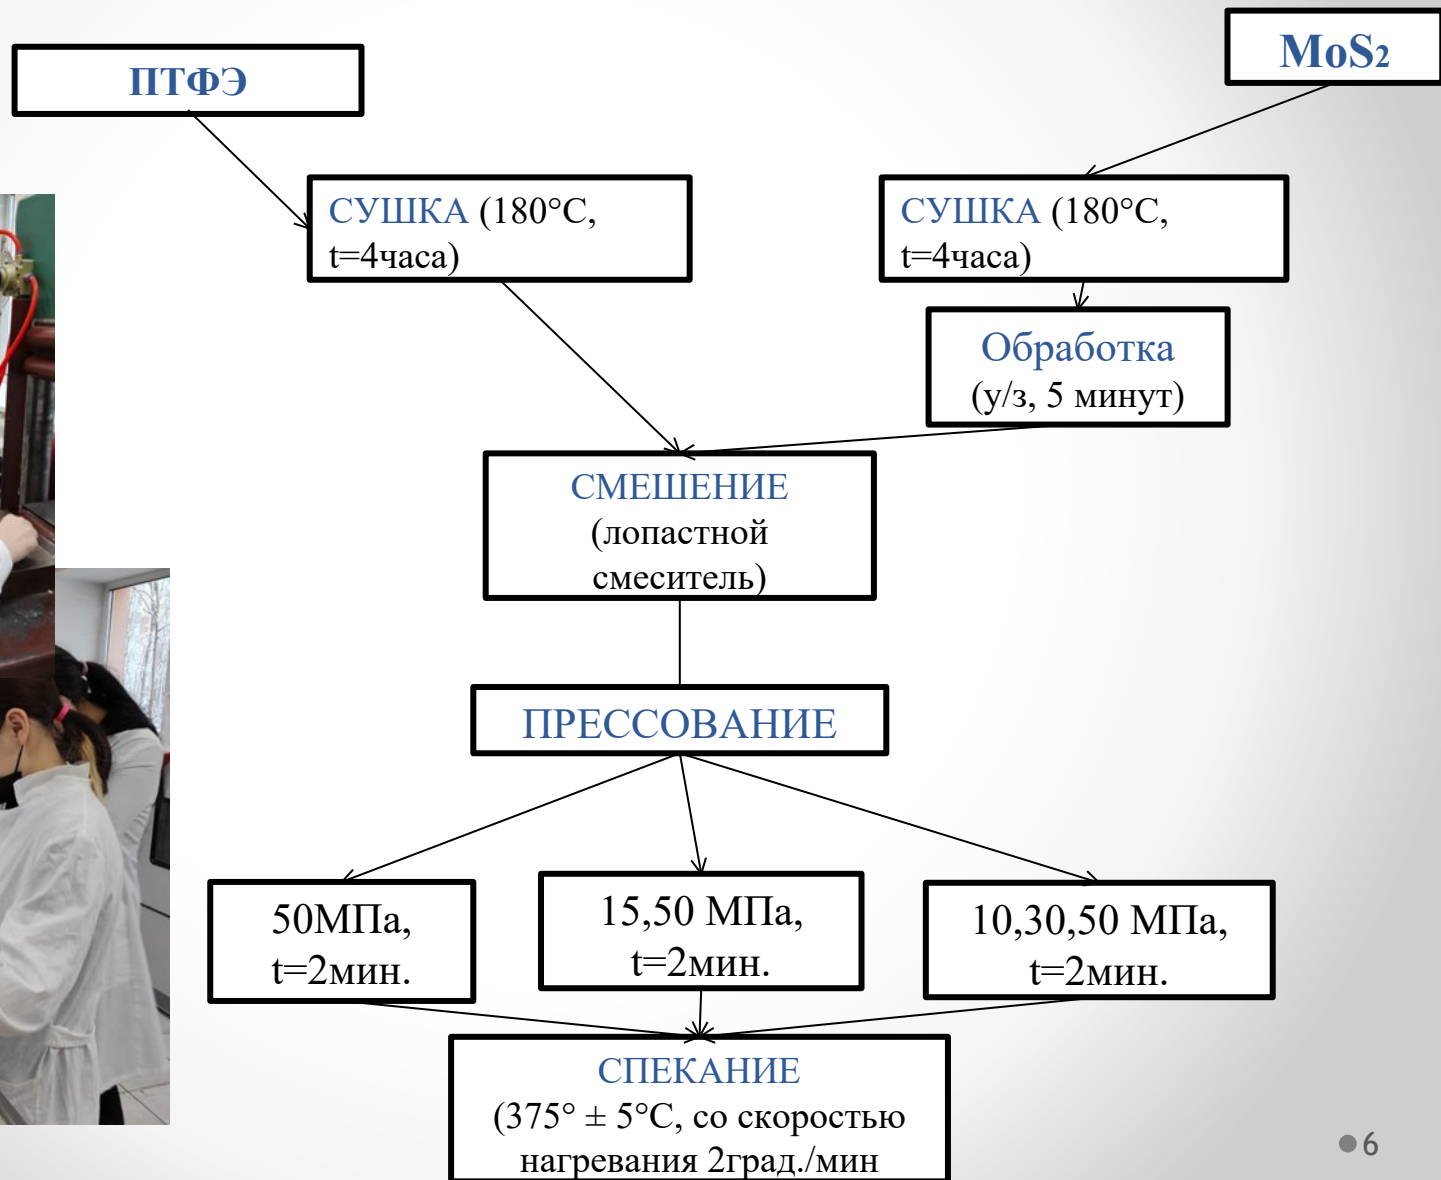 ПТФЭ
MoS2
СУШКА (180°C,
t=4часа)
СУШКА (180°C,
t=4часа)
Обработка
(у/з, 5 минут)
СМЕШЕНИЕ
(лопастной
смеситель)
ПРЕССОВАНИЕ
50МПа,
t=2мин.
15,50 МПа,
t=2мин.
10,30,50 МПа,
t=2мин.
СПЕКАНИЕ
(375° ± 5°C, со скоростью
нагревания 2град./мин
6